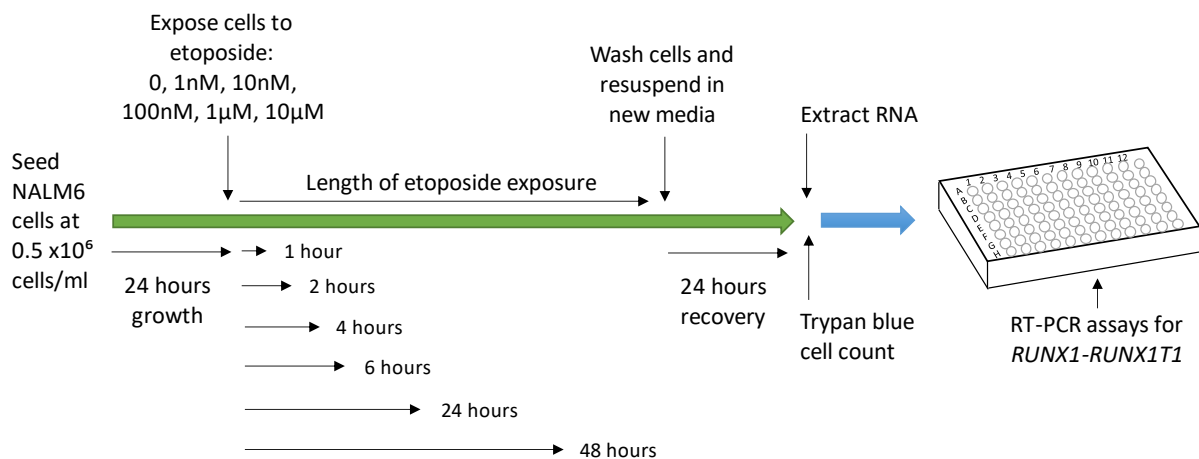 Expose cells to
etoposide:
0, 1nM, 10nM,
100nM, 1µM, 10µM
Wash cells and
resuspend in
new media
Extract RNA
Seed
NALM6
cells at
0.5 x10⁶
cells/ml
Length of etoposide exposure
24 hours
growth
1 hour
2 hours
4 hours
6 hours
24 hours
48 hours
24 hours
recovery
Trypan blue
cell count
1 2 3 4 5 6 7 8 9 10 11 12
A
B
C
D
E
F
G
H
RT-PCR assays for
RUNX1-RUNX1T1